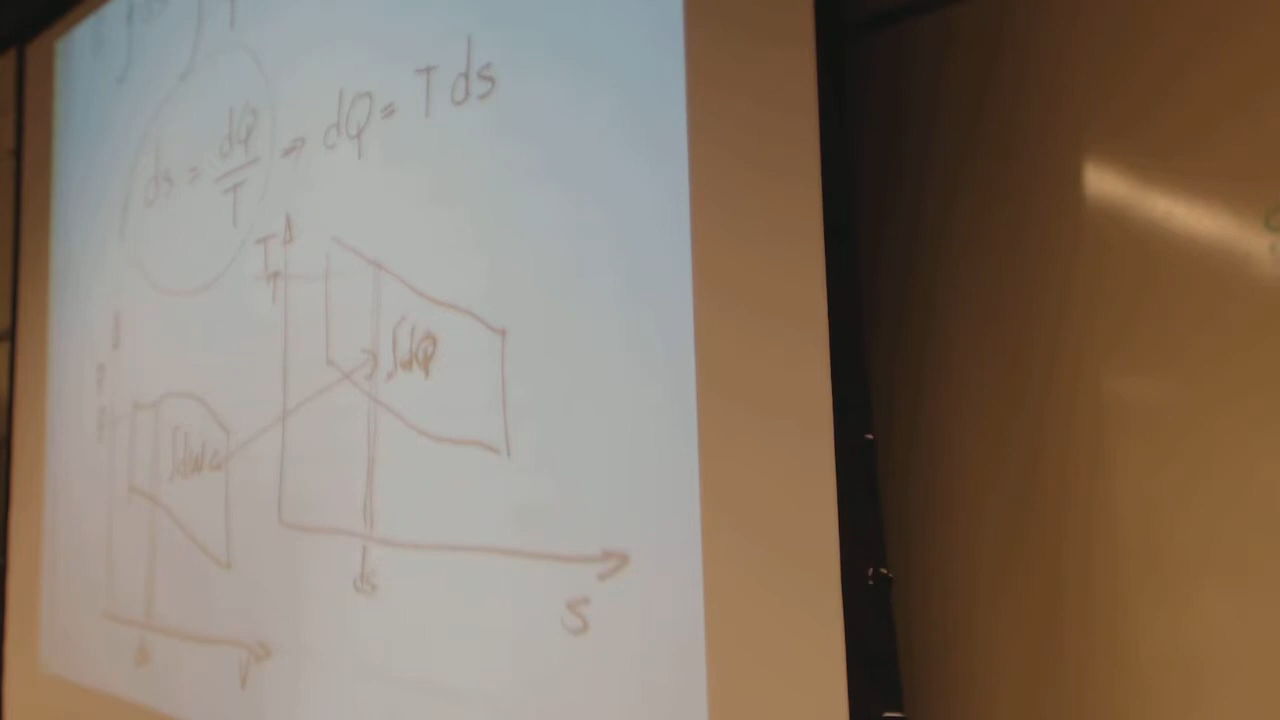 ds = dQ/T → dQ = T ds
T
T
∫dQ
∫dw
ds
S
V